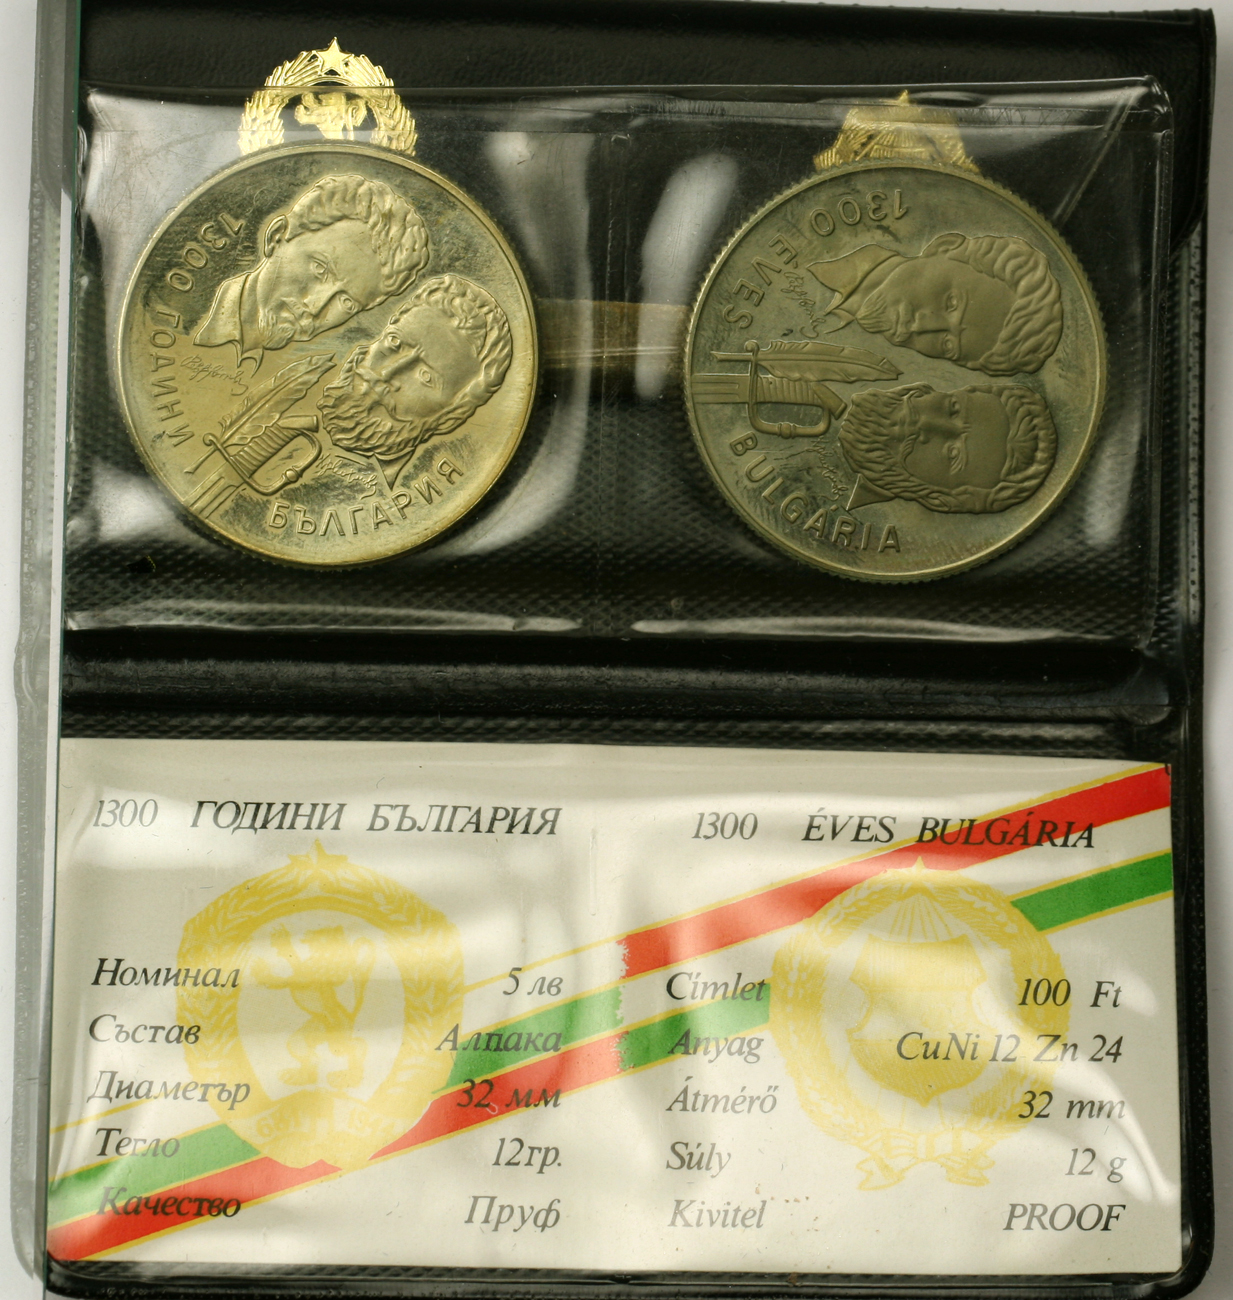 1300 ГОДИНИ
БЪЛГАРИЯ
1300 ÉVES
BULGÁRIA
1300 ГОДИНИ БЪЛГАРИЯ
Номинал 5 лв
Състав Алпака
Диаметър 32 мм
Тегло 12гр.
Качество Пруф
1300 ÉVES BULGÁRIA
Címlet 100 Ft
Anyag CuNi 12 Zn 24
Átmérő 32 mm
Súly 12 g
Kivitel PROOF